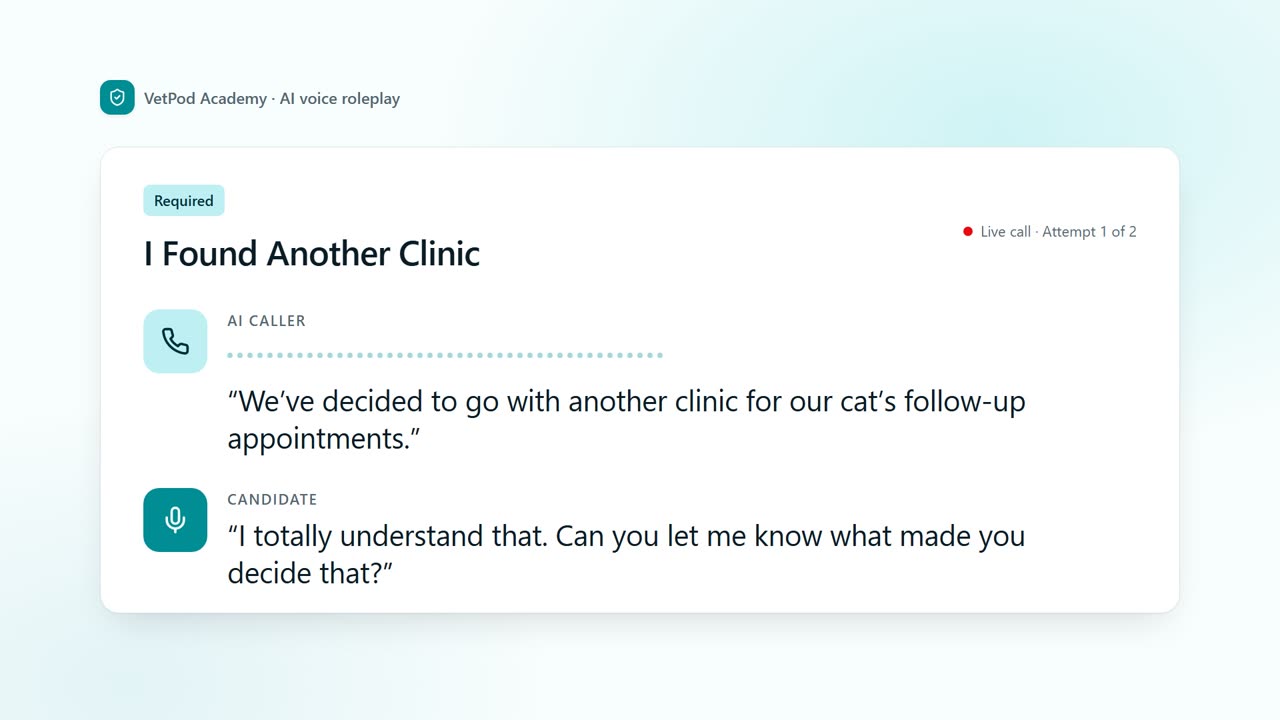 VetPod Academy · AI voice roleplay
Required
I Found Another Clinic
Live call · Attempt 1 of 2
AI CALLER
“We’ve decided to go with another clinic for our cat’s follow-up
appointments.”
CANDIDATE
“I totally understand that. Can you let me know what made you
decide that?”